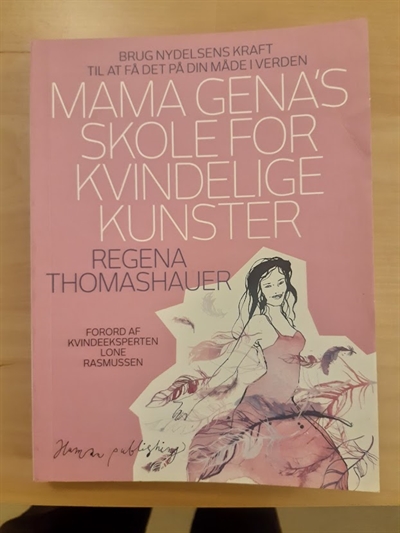 BRUG NYDELSENS KRAFT
TIL AT FÅ DET PÅ DIN MÅDE I VERDEN
MAMA GENA'S
SKOLE FOR
KVINDELIGE
KUNSTER
REGENA
THOMASHAUER
FORORD AF
KVINDEEKSPERTEN
LONE
RASMUSSEN
publishing